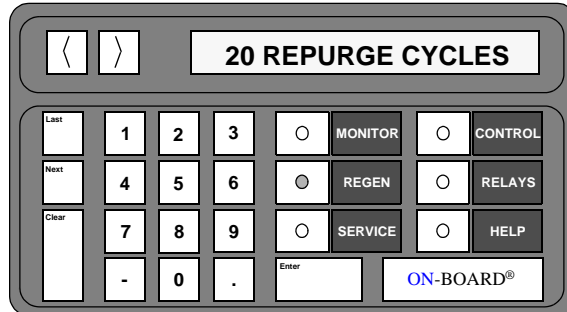 〈 〉 20 REPURGE CYCLES
Last 1 2 3 MONITOR CONTROL
Next 4 5 6 REGEN RELAYS
Clear 7 8 9 SERVICE HELP
- 0 . Enter ON-BOARD®